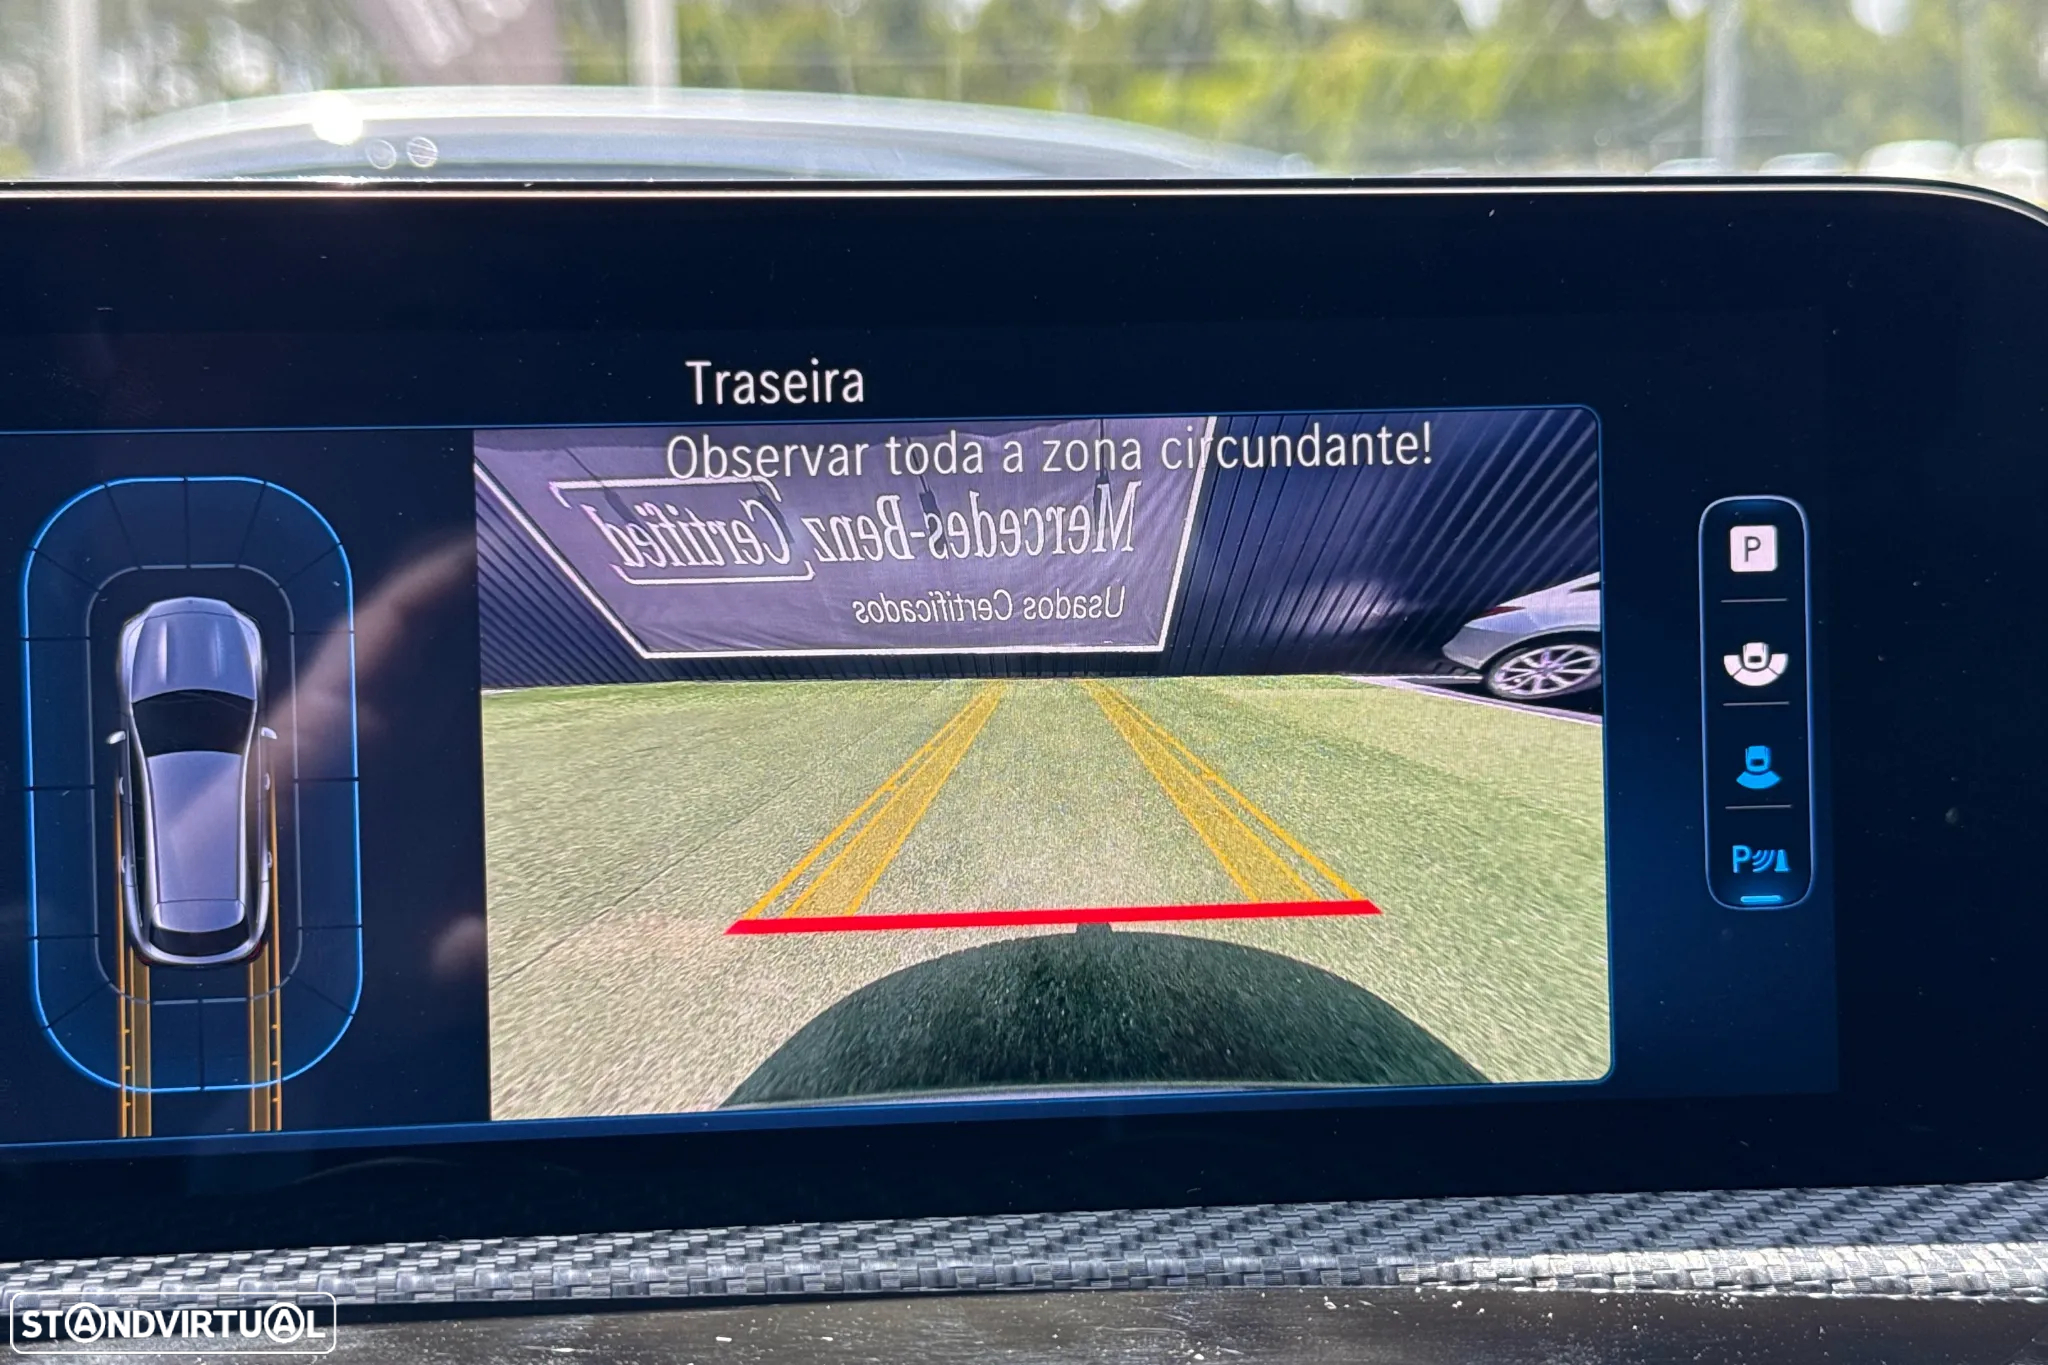 Traseira
Observar toda a zona circundante!
Mercedes-Benz Certified
Usados Certificados
P
P
STANDVIRTUAL